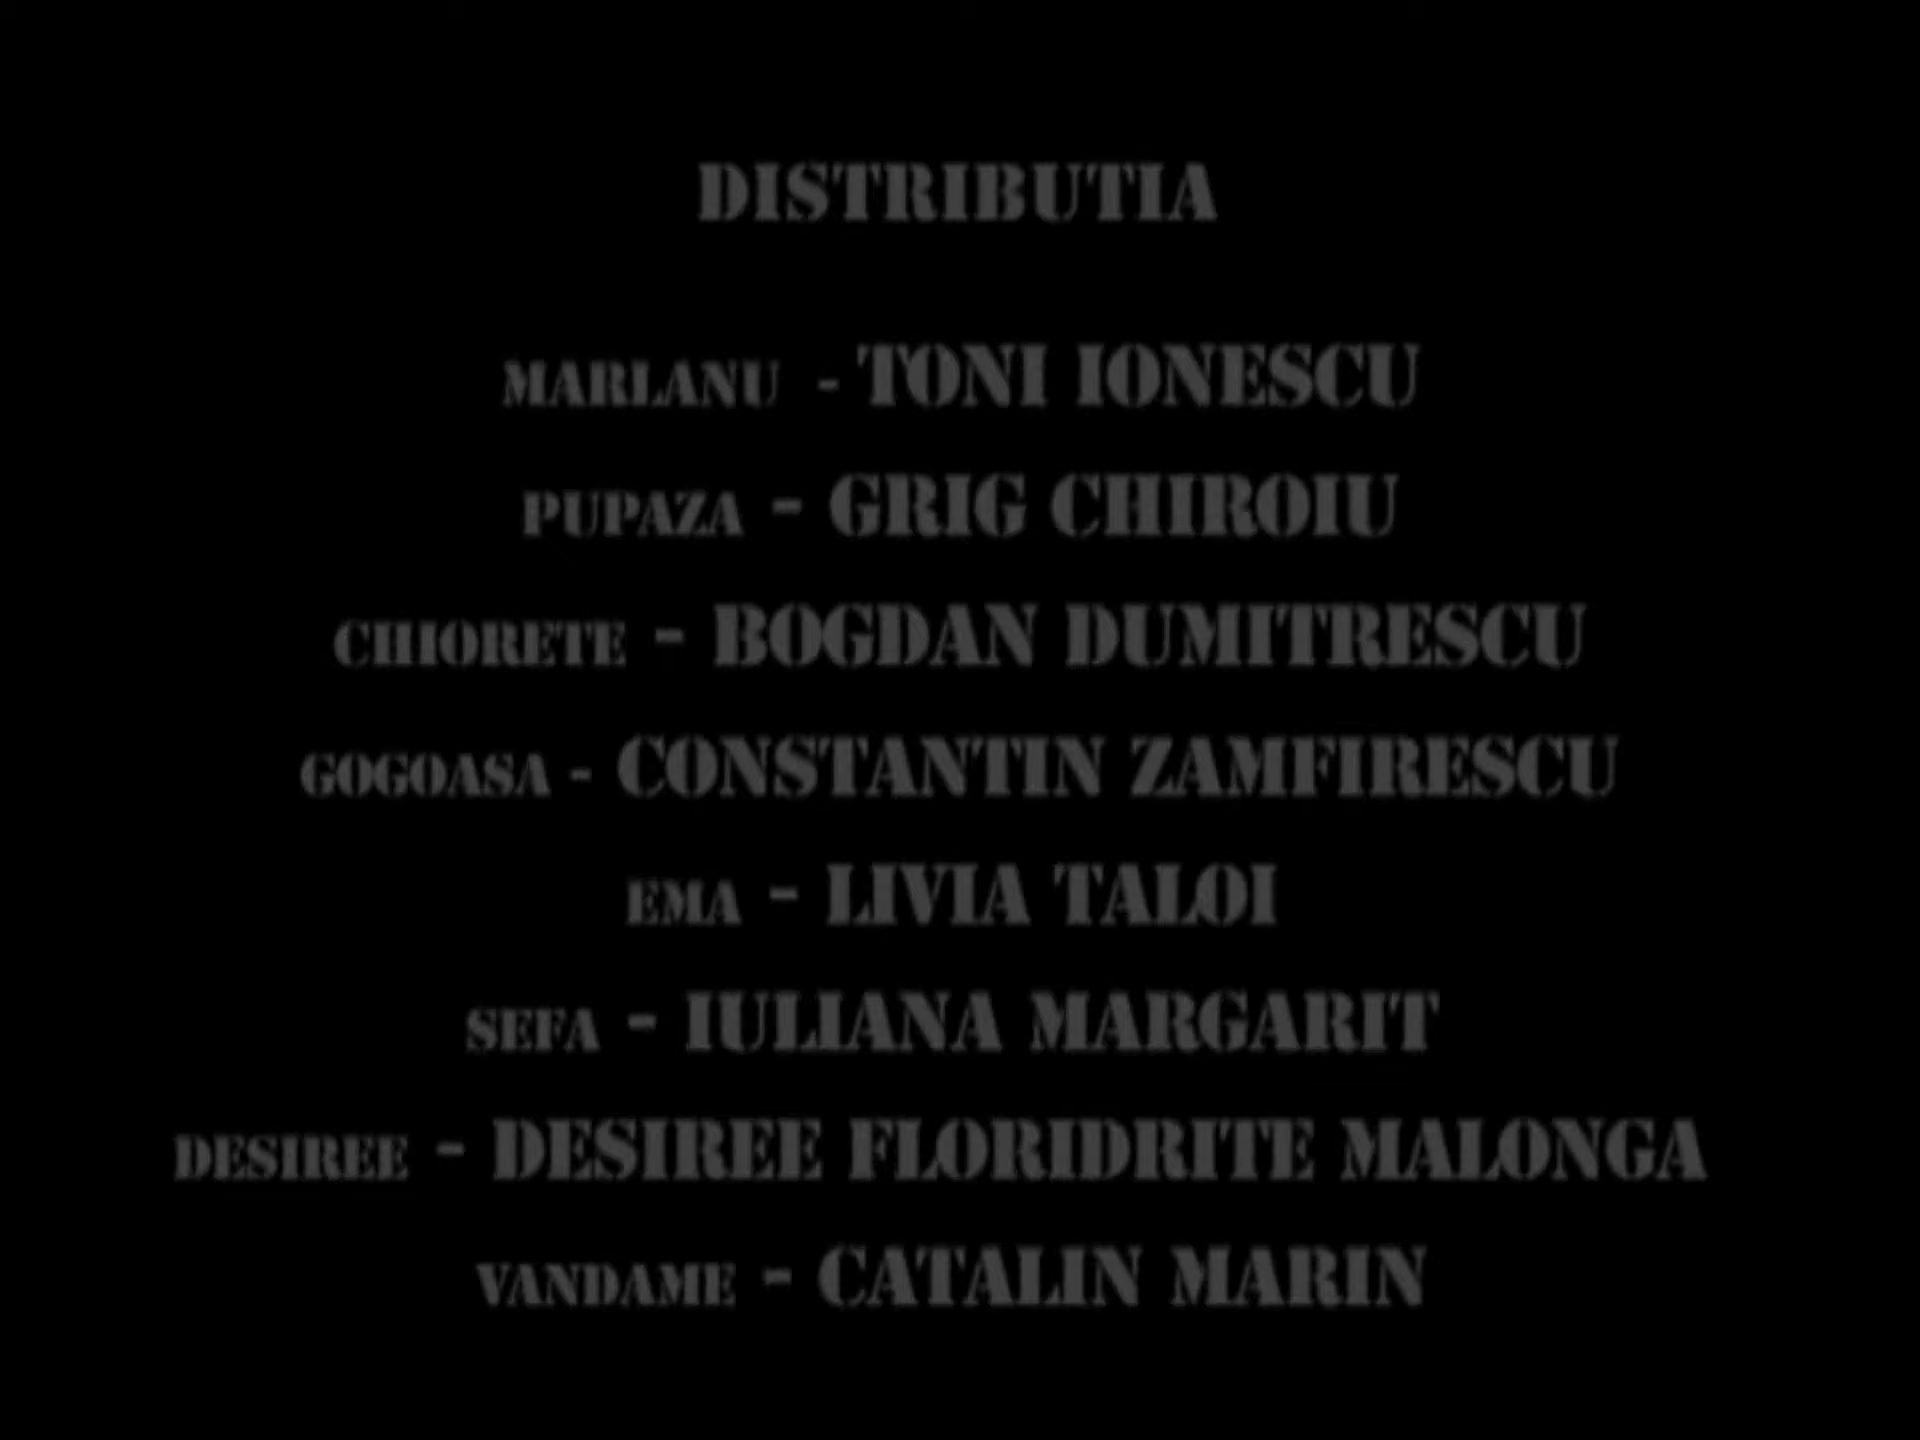 DISTRIBUTIA
MARLANU - TONI IONESCU
PUPAZA - GRIG CHIROIU
CHIORETE - BOGDAN DUMITRESCU
GOGOASA - CONSTANTIN ZAMFIRESCU
EMA - LIVIA TALOI
SEFA - IULIANA MARGARIT
DESIREE - DESIREE FLORIDRITE MALONGA
VANDAME - CATALIN MARIN